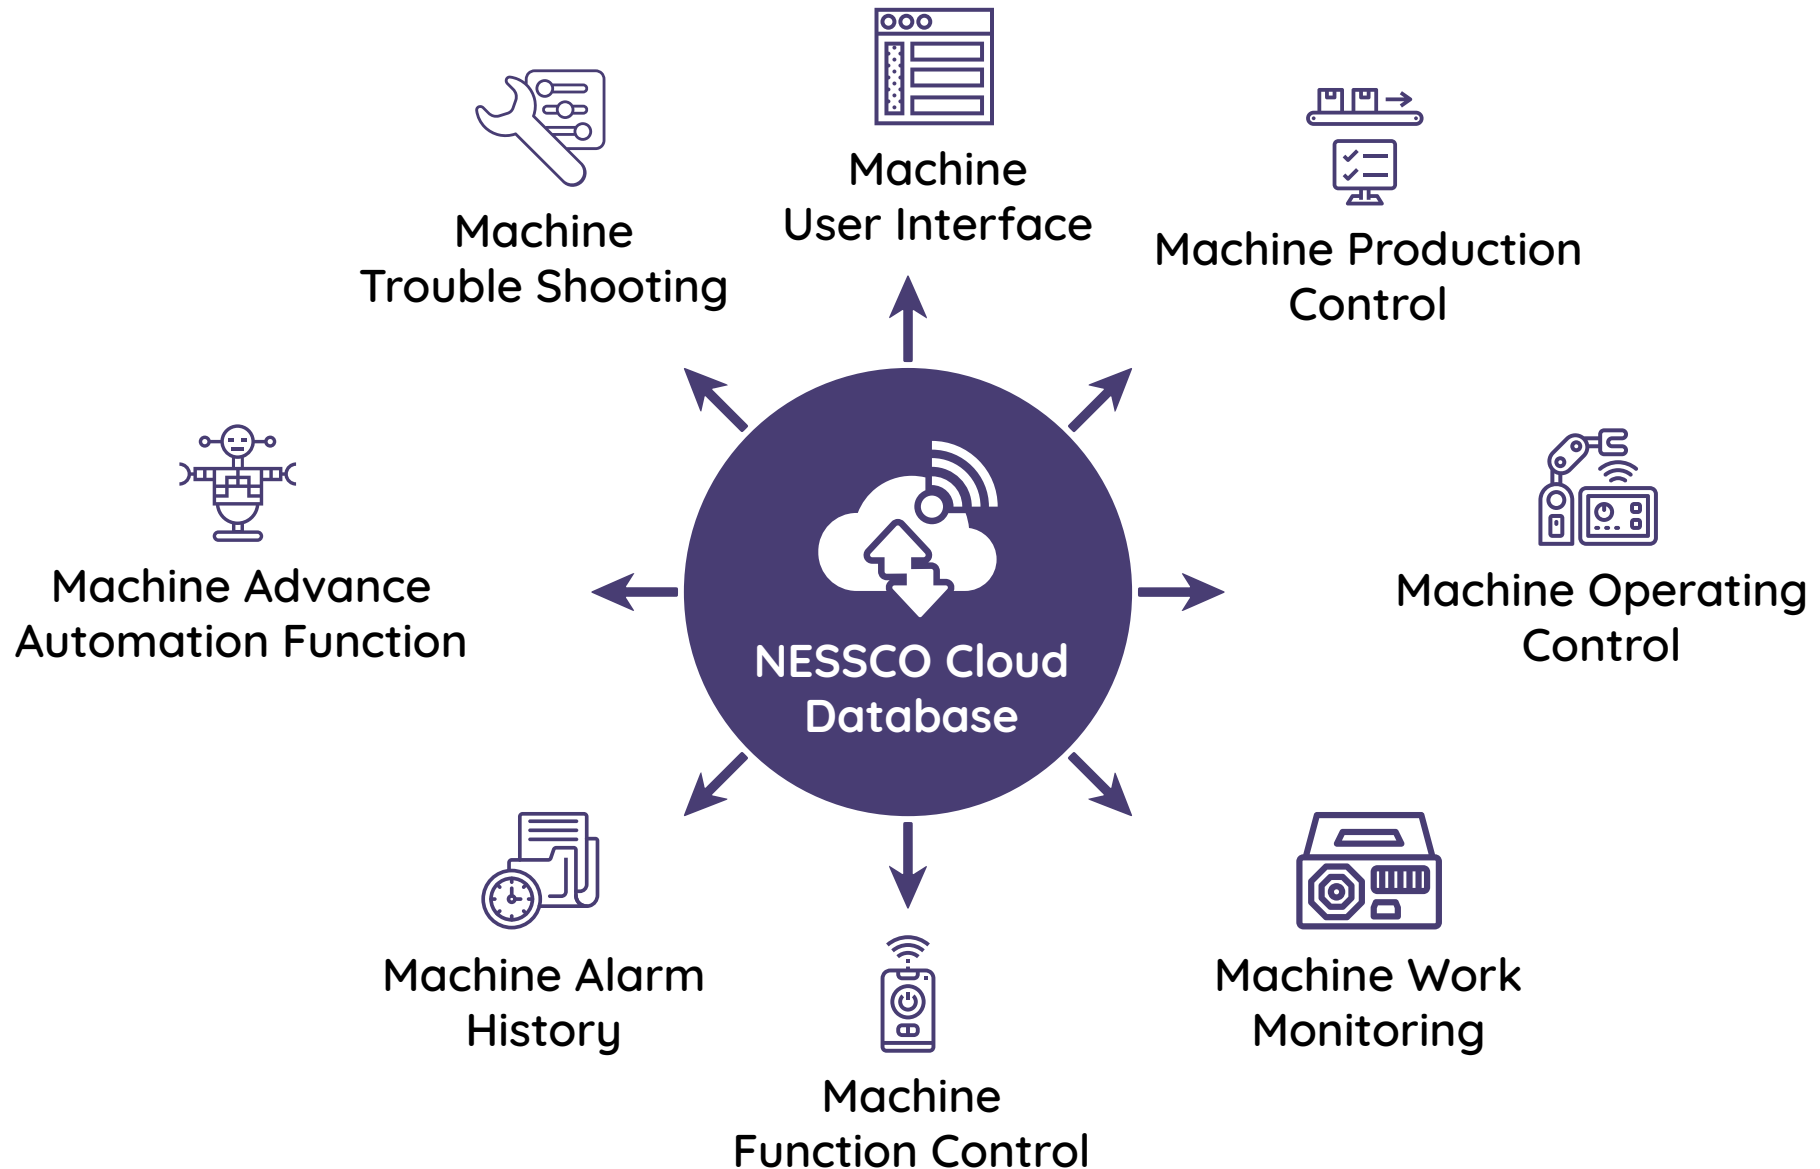 Machine
User Interface
Machine
Trouble Shooting
Machine Production
Control
Machine Advance
Automation Function
NESSCO Cloud
Database
Machine Operating
Control
Machine Alarm
History
Machine Work
Monitoring
Machine
Function Control